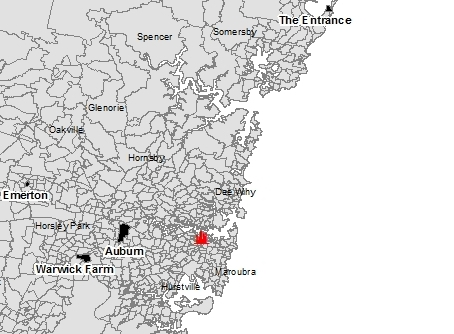 The Entrance
Spencer
Somersby
Glenorie
Oakville
Hornsby
Dee Why
Emerton
Horsley Park
Auburn
Warwick Farm
Maroubra
Hurstville